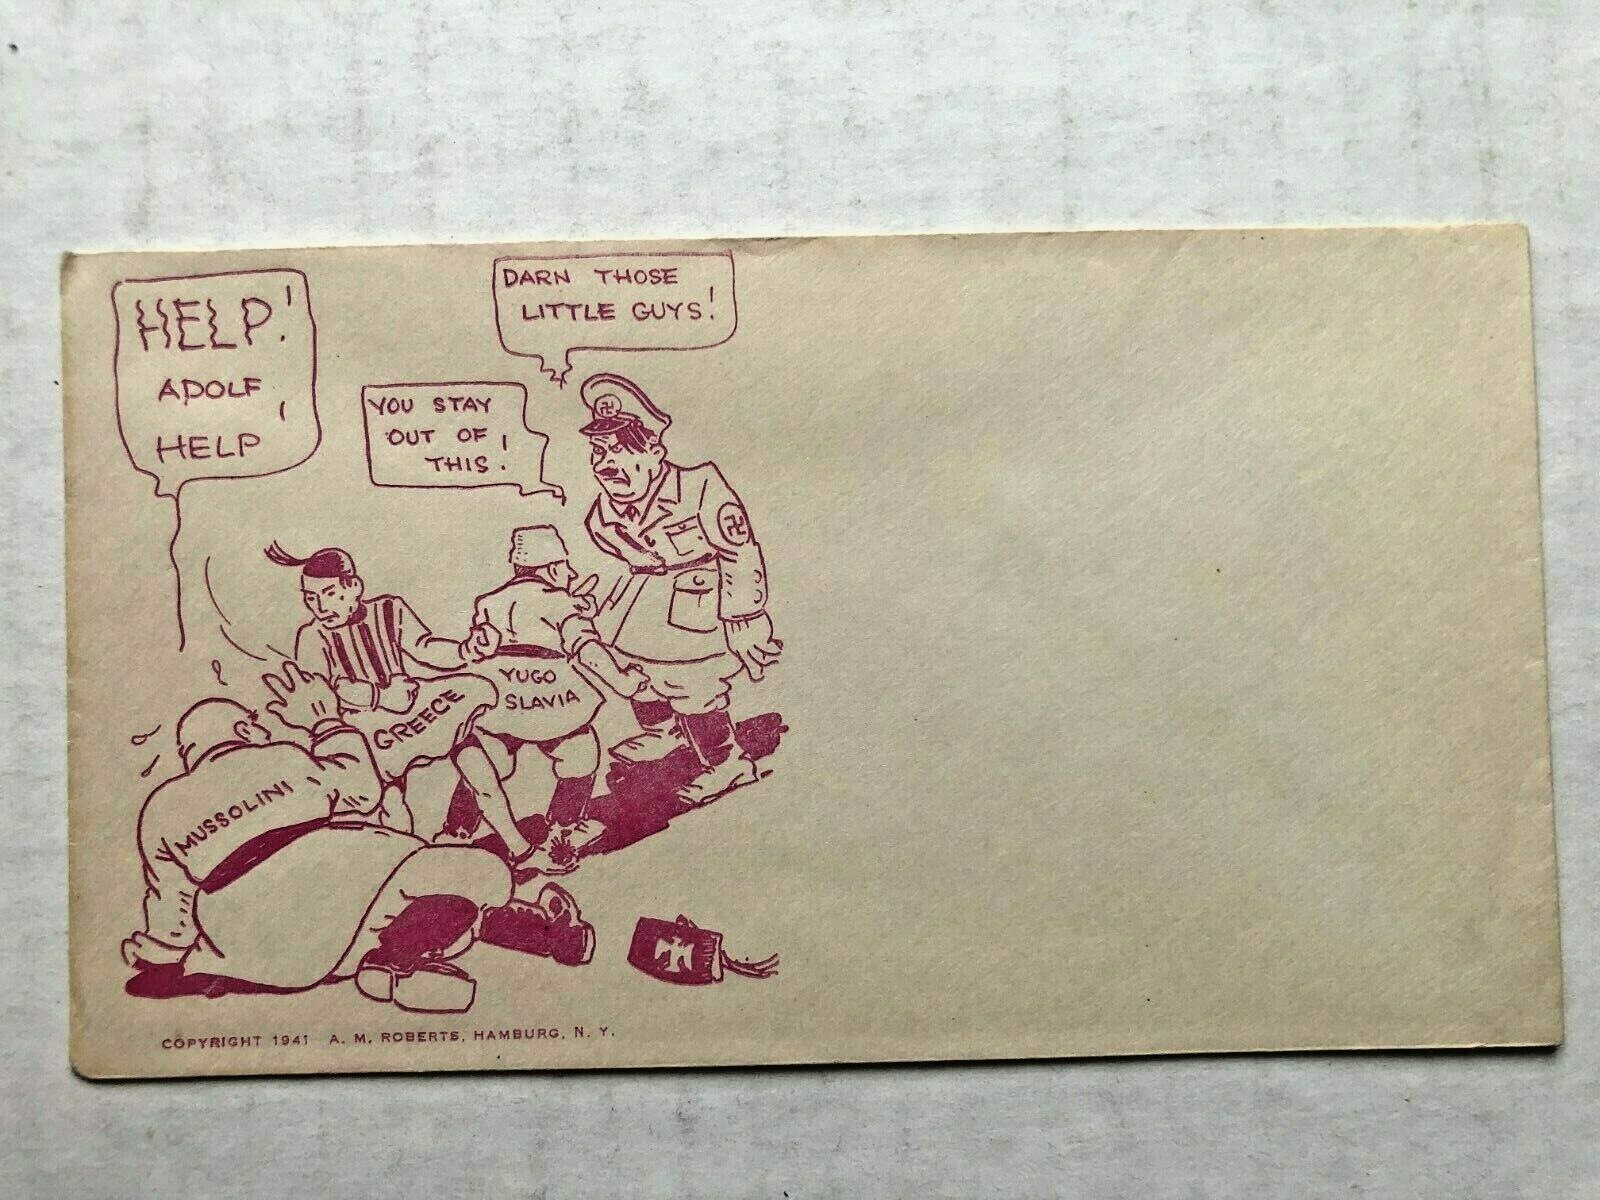 HELP!
ADOLF
HELP!
DARN THOSE
LITTLE GUYS!
YOU STAY
OUT OF
THIS!
GREECE
YUGO
SLAVIA
MUSSOLINI
COPYRIGHT 1941 A. M. ROBERTS, HAMBURG, N. Y.